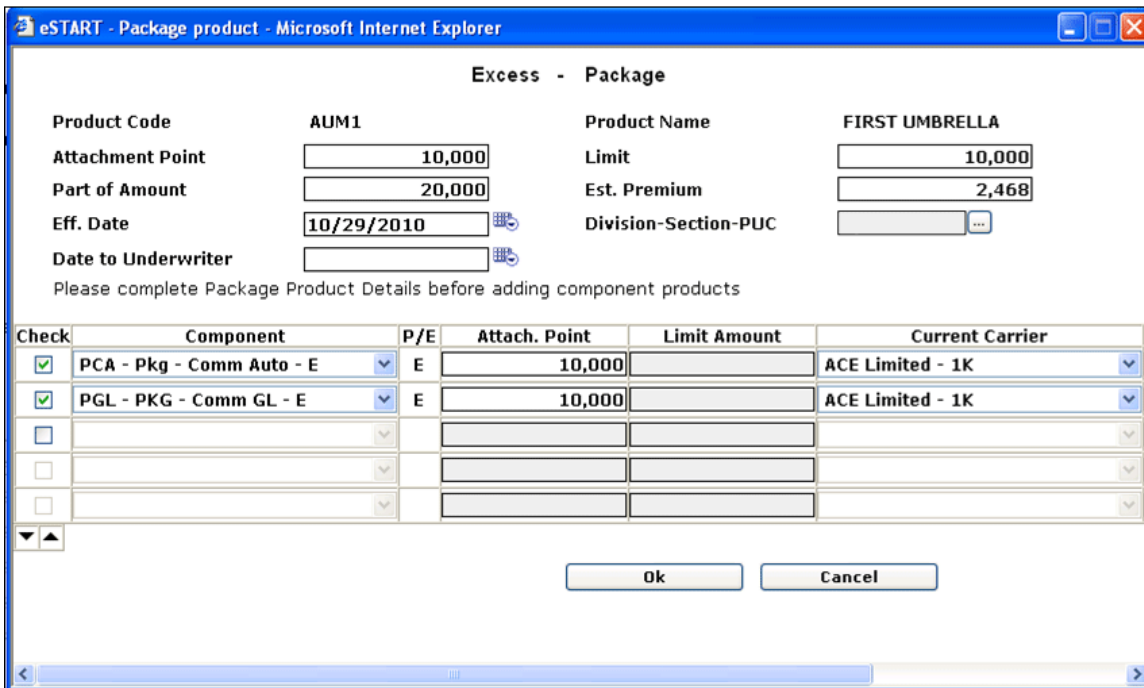 eSTART - Package product - Microsoft Internet Explorer
Excess - Package
Product Code AUM1 Product Name FIRST UMBRELLA
Attachment Point 10,000 Limit 10,000
Part of Amount 20,000 Est. Premium 2,468
Eff. Date 10/29/2010 Division-Section-PUC ...
Date to Underwriter
Please complete Package Product Details before adding component products
Check Component P/E Attach. Point Limit Amount Current Carrier
PCA - Pkg - Comm Auto - E E 10,000 ACE Limited - 1K
PGL - PKG - Comm GL - E E 10,000 ACE Limited - 1K
Ok Cancel